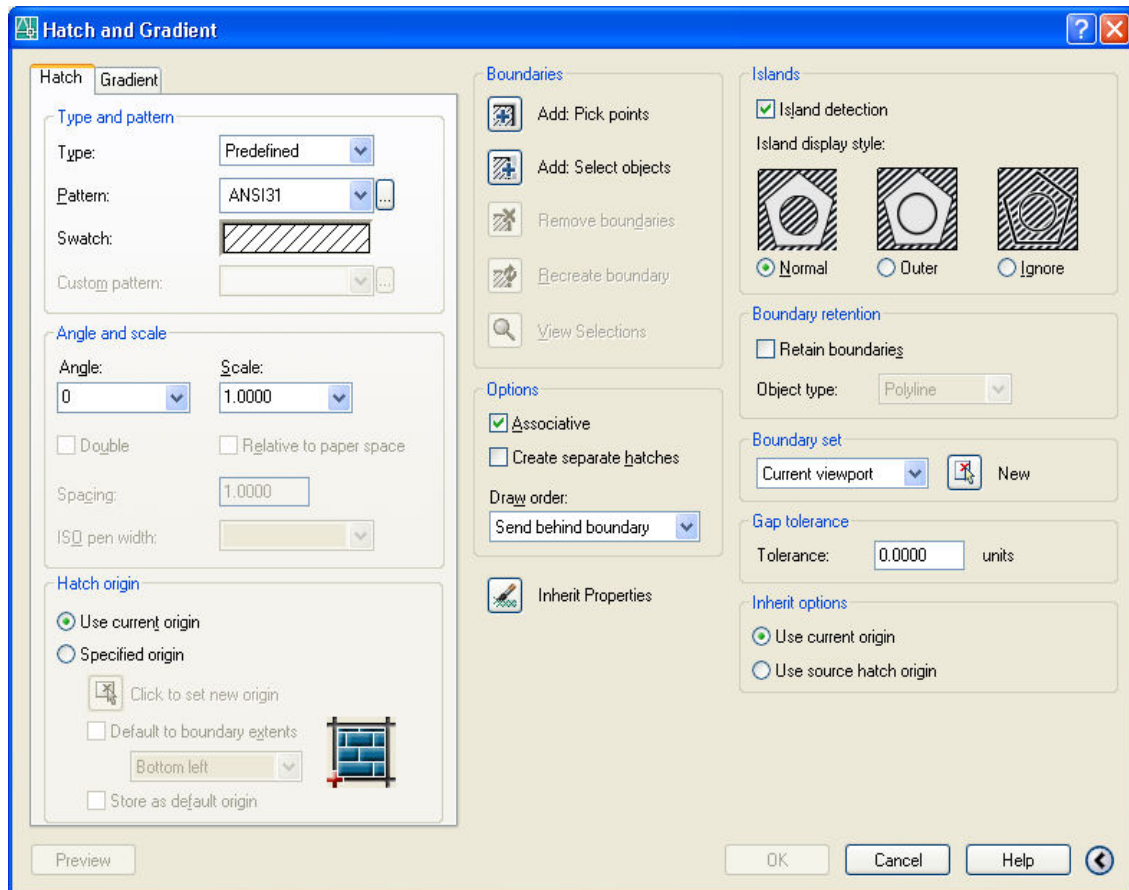 Hatch and Gradient
Hatch
Gradient
Type and pattern
Type:
Predefined
Pattern:
ANSI31
...
Swatch:
Custom pattern:
...
Angle and scale
Angle:
Scale:
0
1.0000
Double
Relative to paper space
Spacing:
1.0000
ISO pen width:
Hatch origin
Use current origin
Specified origin
Click to set new origin
Default to boundary extents
Bottom left
Store as default origin
Preview
Boundaries
Add: Pick points
Add: Select objects
Remove boundaries
Recreate boundary
View Selections
Options
Associative
Create separate hatches
Draw order:
Send behind boundary
Inherit Properties
Islands
Island detection
Island display style:
Normal
Outer
Ignore
Boundary retention
Retain boundaries
Object type:
Polyline
Boundary set
Current viewport
New
Gap tolerance
Tolerance:
0.0000
units
Inherit options
Use current origin
Use source hatch origin
OK
Cancel
Help